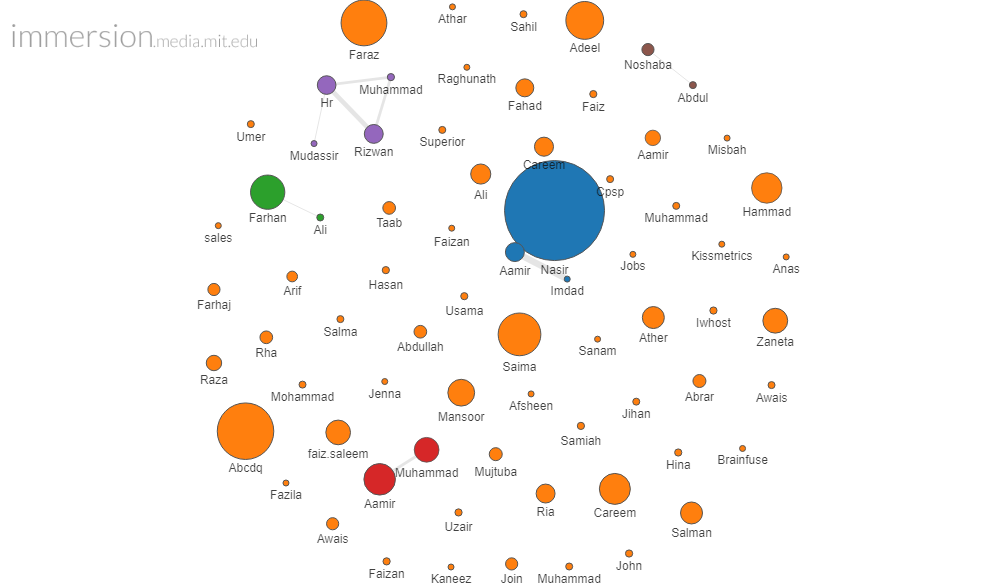 immersion.media.mit.edu
Athar
Sahil
Faraz
Adeel
Noshaba
Raghunath
Muhammad
Hr
Fahad
Faiz
Abdul
Umer
Superior
Mudassir
Rizwan
Careem
Aamir
Misbah
Ali
Cpsp
Hammad
Farhan
Ali
Taab
Muhammad
sales
Faizan
Kissmetrics
Jobs
Anas
Aamir
Nasir
Hasan
Arif
Imdad
Farhaj
Usama
Salma
Iwhost
Abdullah
Ather
Zaneta
Rha
Sanam
Saima
Raza
Mohammad
Jenna
Afsheen
Abrar
Awais
Mansoor
Jihan
Samiah
faiz.saleem
Abcdq
Muhammad
Mujtuba
Hina
Brainfuse
Fazila
Aamir
Ria
Careem
Uzair
Salman
Awais
Faizan
Kaneez
Join
Muhammad
John